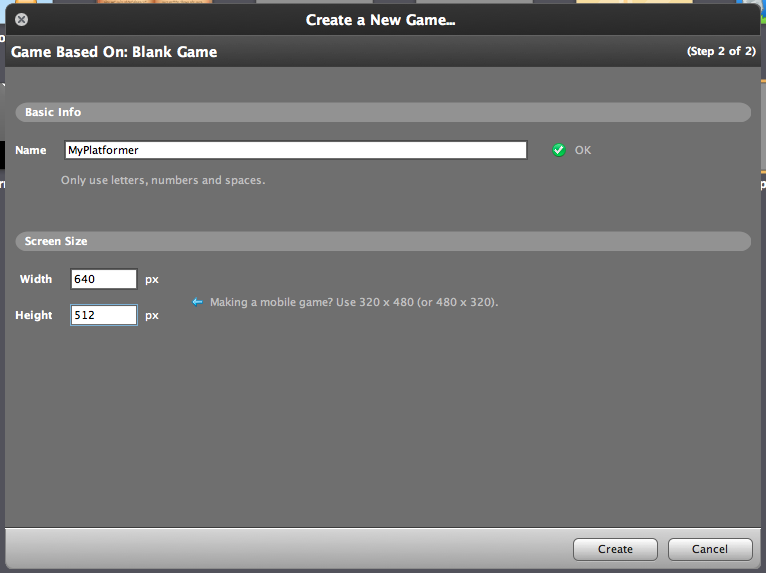 Create a New Game...
Game Based On: Blank Game (Step 2 of 2)
Basic Info
Name MyPlatformer OK
Only use letters, numbers and spaces.
Screen Size
Width 640 px
Making a mobile game? Use 320 x 480 (or 480 x 320).
Height 512 px
Create Cancel